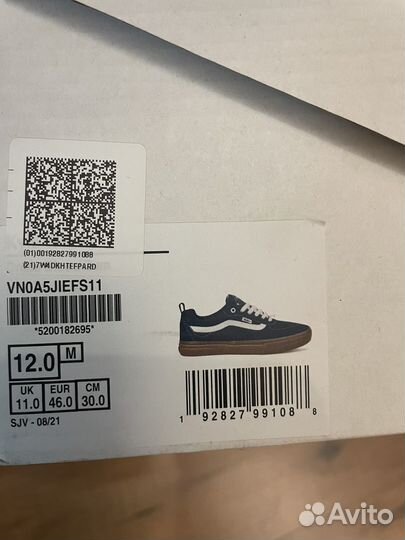 (01)00192827991088
(21)7W4DKHTEFPARD
VN0A5JIEFS11
*5200182695*
12.0 M
UK EUR CM
11.0 46.0 30.0
SJV - 08/21
1 92827 99108 8
Avito